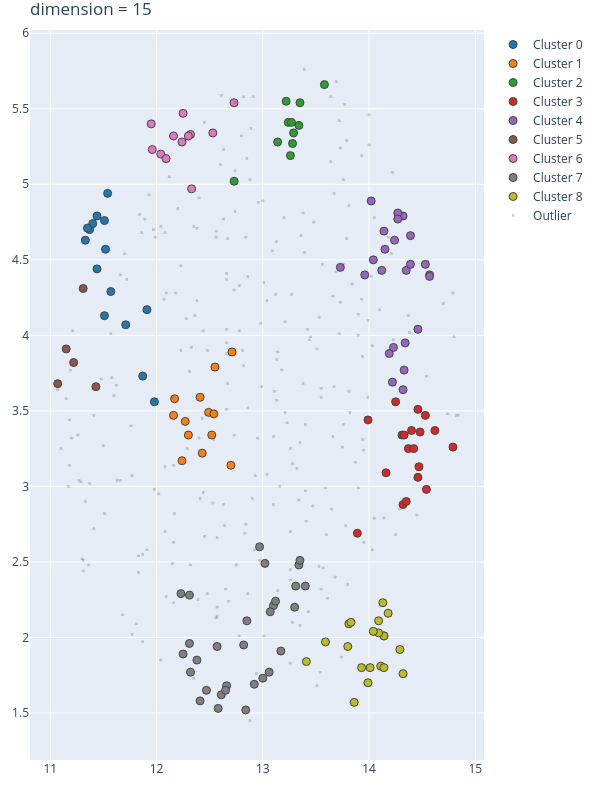 dimension = 15
6
5.5
5
4.5
4
3.5
3
2.5
2
1.5
11
12
13
14
15
Cluster 0
Cluster 1
Cluster 2
Cluster 3
Cluster 4
Cluster 5
Cluster 6
Cluster 7
Cluster 8
Outlier